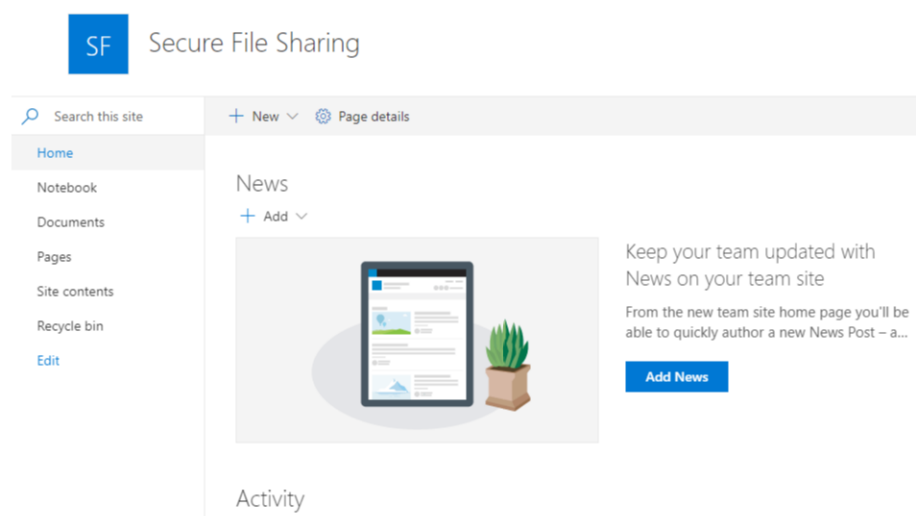 SF
Secure File Sharing
Search this site
New
Page details
Home
Notebook
Documents
Pages
Site contents
Recycle bin
Edit
News
Add
Keep your team updated with
News on your team site
From the new team site home page you'll be
able to quickly author a new News Post – a...
Add News
Activity